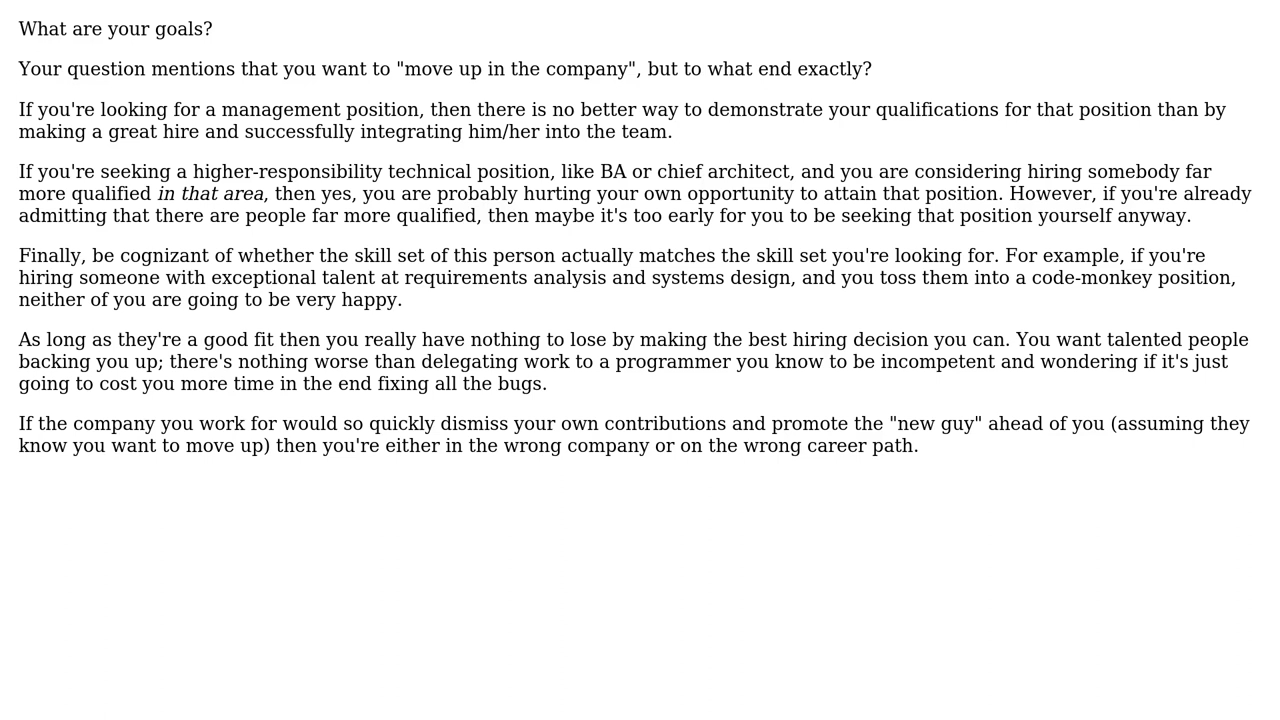 What are your goals?
Your question mentions that you want to "move up in the company", but to what end exactly?
If you're looking for a management position, then there is no better way to demonstrate your qualifications for that position than by
making a great hire and successfully integrating him/her into the team.
If you're seeking a higher-responsibility technical position, like BA or chief architect, and you are considering hiring somebody far
more qualified in that area, then yes, you are probably hurting your own opportunity to attain that position. However, if you're already
admitting that there are people far more qualified, then maybe it's too early for you to be seeking that position yourself anyway.
Finally, be cognizant of whether the skill set of this person actually matches the skill set you're looking for. For example, if you're
hiring someone with exceptional talent at requirements analysis and systems design, and you toss them into a code-monkey position,
neither of you are going to be very happy.
As long as they're a good fit then you really have nothing to lose by making the best hiring decision you can. You want talented people
backing you up; there's nothing worse than delegating work to a programmer you know to be incompetent and wondering if it's just
going to cost you more time in the end fixing all the bugs.
If the company you work for would so quickly dismiss your own contributions and promote the "new guy" ahead of you (assuming they
know you want to move up) then you're either in the wrong company or on the wrong career path.